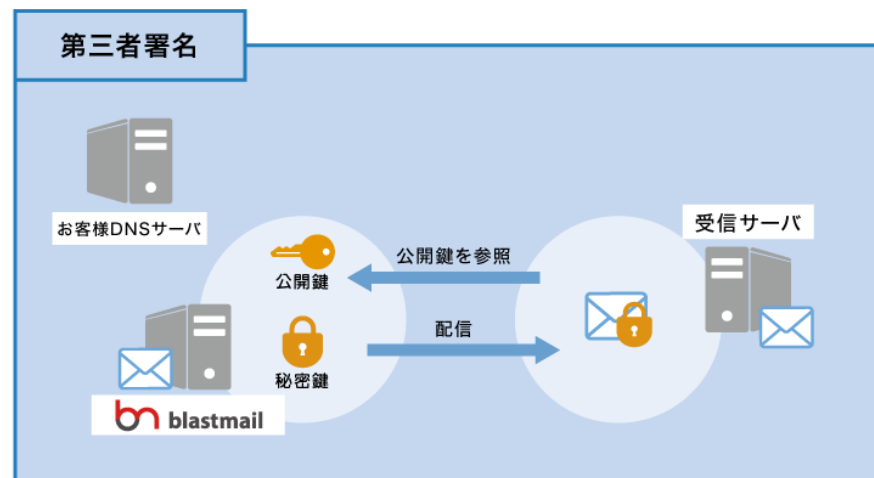 第三者署名
お客様DNSサーバ
受信サーバ
公開鍵を参照
公開鍵
配信
秘密鍵
bn blastmail